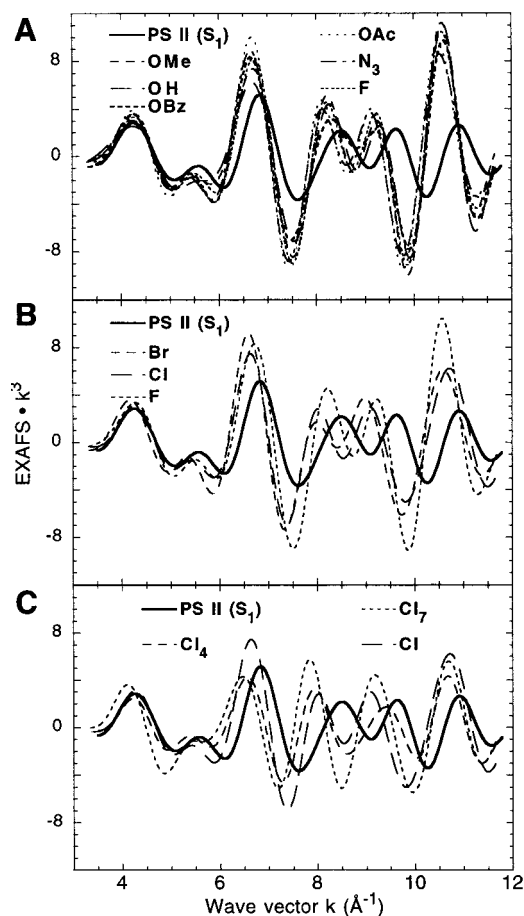 A
PS II (S1)
OMe
OH
OBz
OAc
N3
F
8
0
-8
B
PS II (S1)
Br
Cl
F
8
0
-8
EXAFS • k3
C
PS II (S1)
Cl4
Cl7
Cl
8
0
-8
4 6 8 10 12
Wave vector k (Å-1)